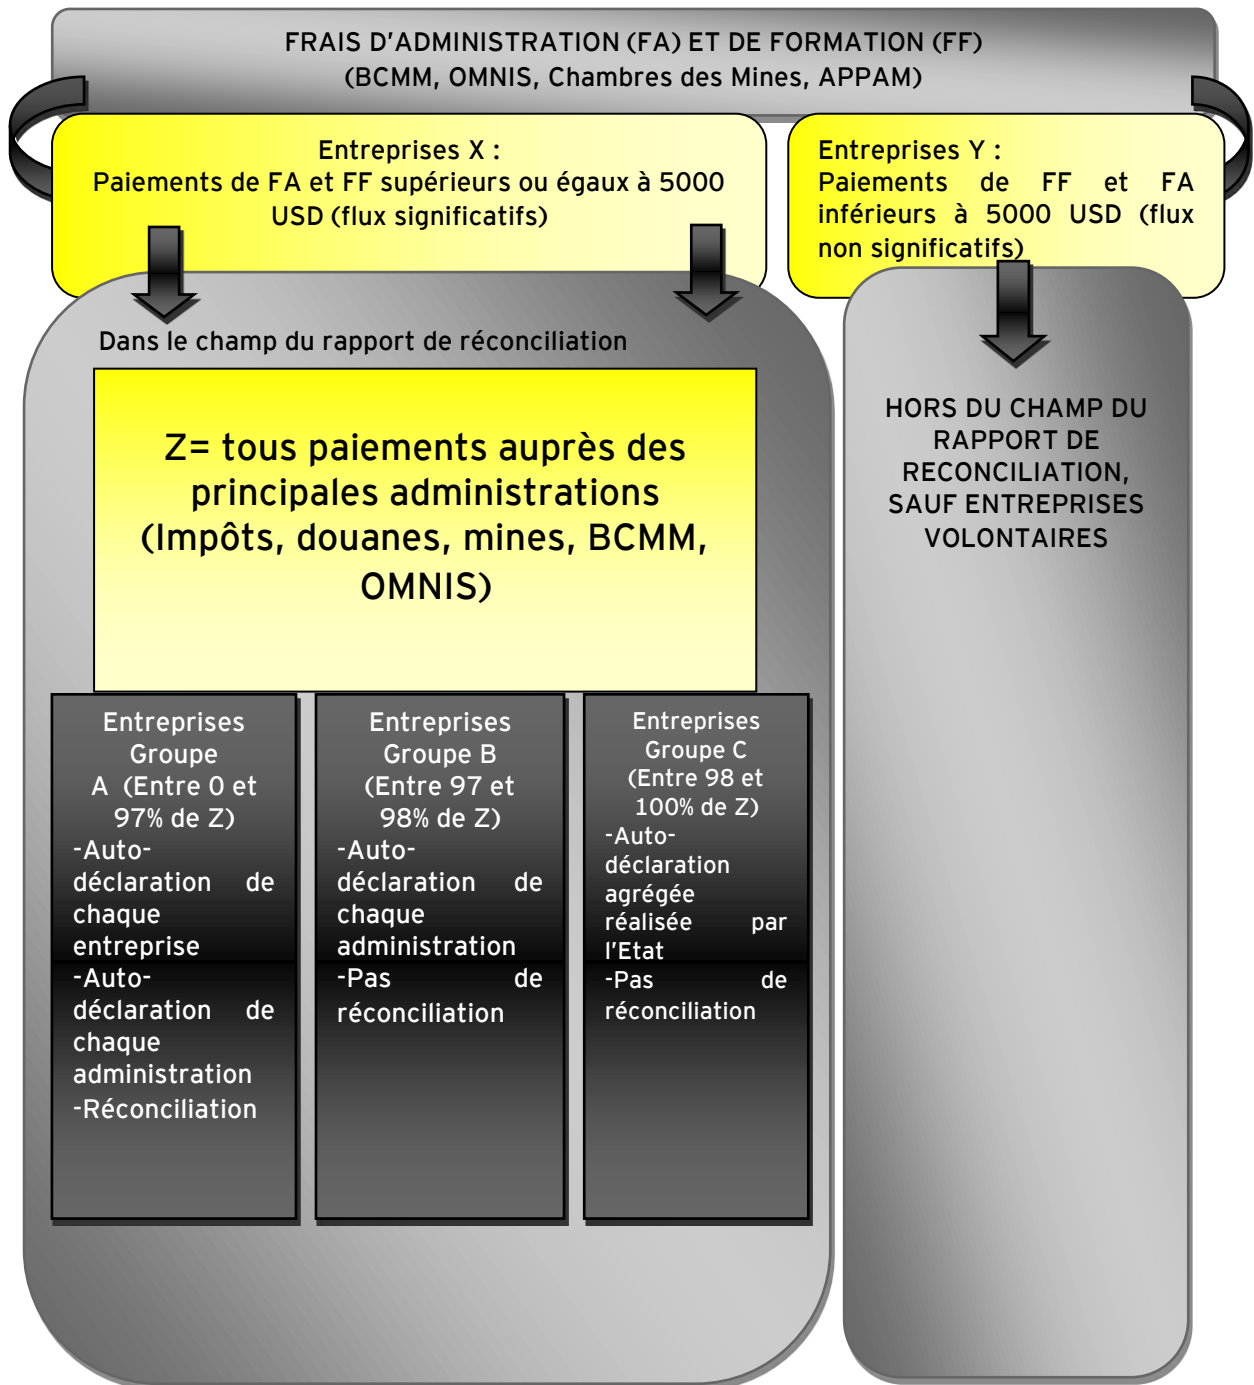 FRAIS D'ADMINISTRATION (FA) ET DE FORMATION (FF)
(BCMM, OMNIS, Chambres des Mines, APPAM)
Entreprises X :
Paiements de FA et FF supérieurs ou égaux à 5000
USD (flux significatifs)
Entreprises Y :
Paiements de FF et FA
inférieurs à 5000 USD (flux
non significatifs)
Dans le champ du rapport de réconciliation
Z= tous paiements auprès des
principales administrations
(Impôts, douanes, mines, BCMM,
OMNIS)
Entreprises
Groupe
A (Entre 0 et
97% de Z)
-Auto-
déclaration de
chaque
entreprise
-Auto-
déclaration de
chaque
administration
-Réconciliation
Entreprises
Groupe B
(Entre 97 et
98% de Z)
-Auto-
déclaration de
chaque
administration
-Pas de
réconciliation
Entreprises
Groupe C
(Entre 98 et
100% de Z)
-Auto-
déclaration
agrégée
réalisée par
l'Etat
-Pas de
réconciliation
HORS DU CHAMP DU
RAPPORT DE
RECONCILIATION,
SAUF ENTREPRISES
VOLONTAIRES